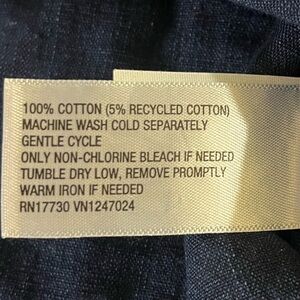 100% COTTON (5% RECYCLED COTTON)
MACHINE WASH COLD SEPARATELY
GENTLE CYCLE
ONLY NON-CHLORINE BLEACH IF NEEDED
TUMBLE DRY LOW, REMOVE PROMPTLY
WARM IRON IF NEEDED
RN17730 VN1247024